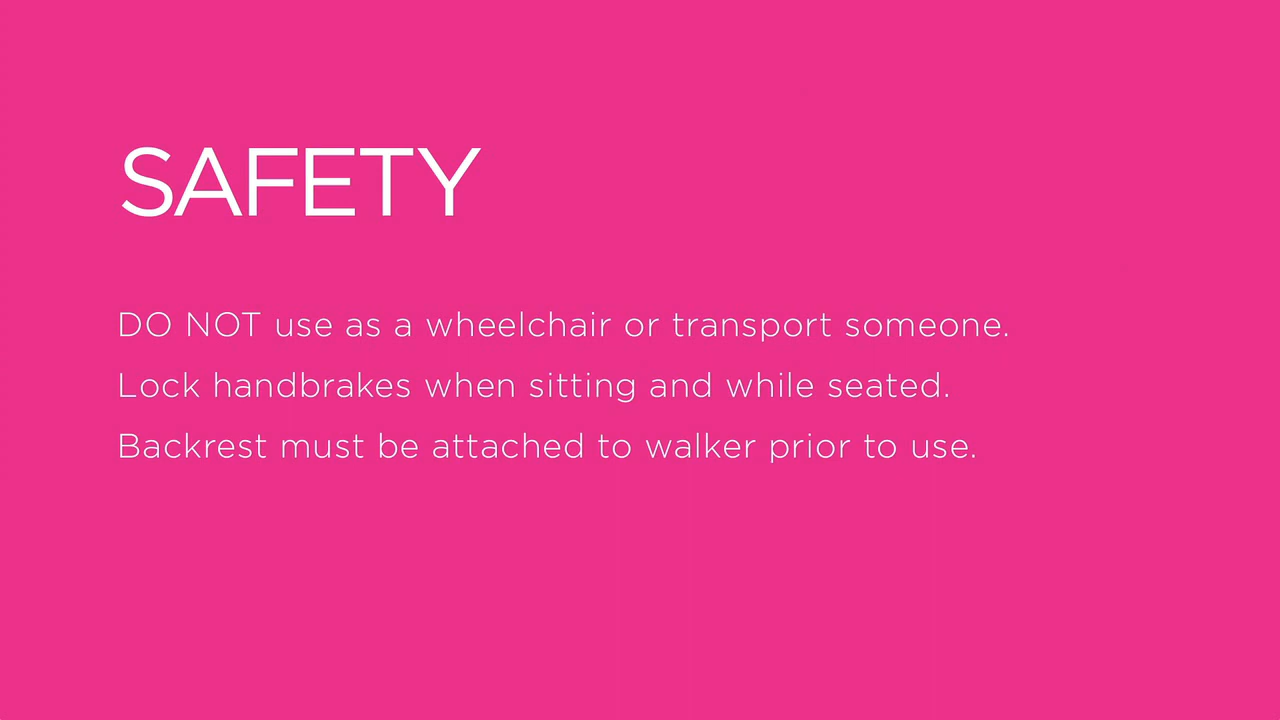 SAFETY
DO NOT use as a wheelchair or transport someone.
Lock handbrakes when sitting and while seated.
Backrest must be attached to walker prior to use.